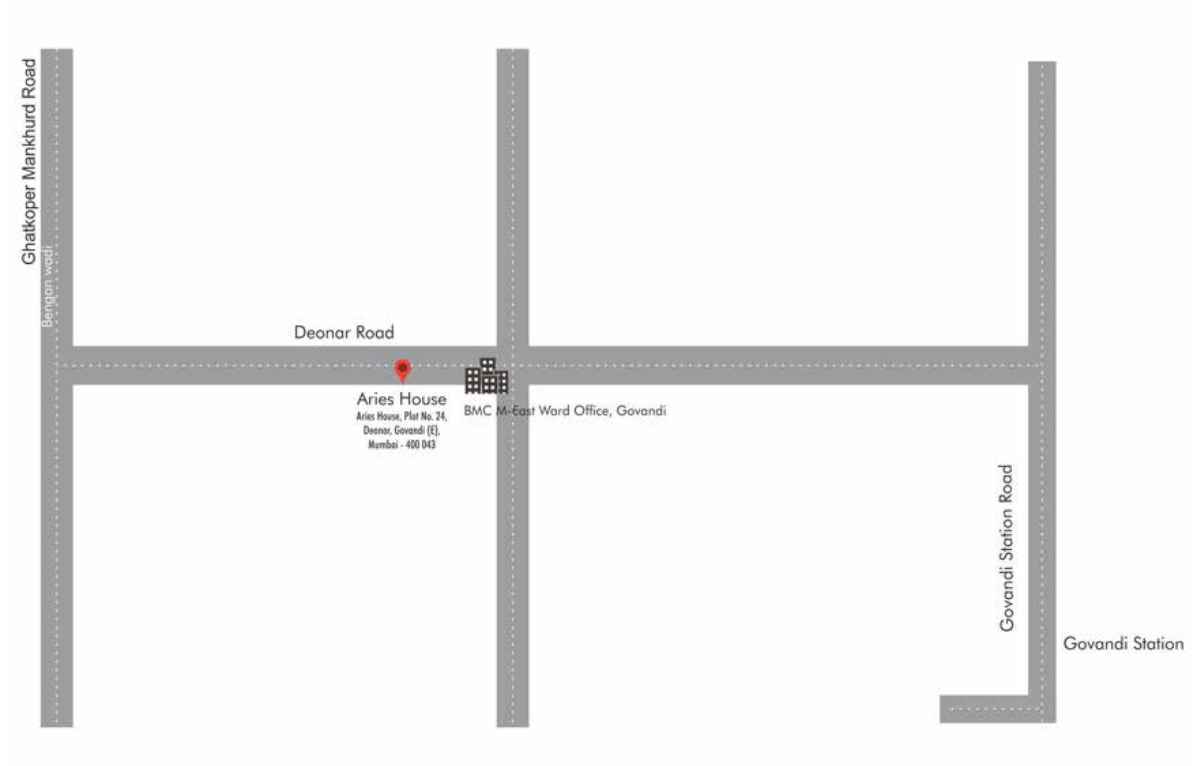 Ghatkoper Mankhurd Road
Bengan wadi
Deonar Road
Aries House
Aries House, Plot No. 24,
Deonar, Govandi (E),
Mumbai - 400 043
BMC M-East Ward Office, Govandi
Govandi Station Road
Govandi Station